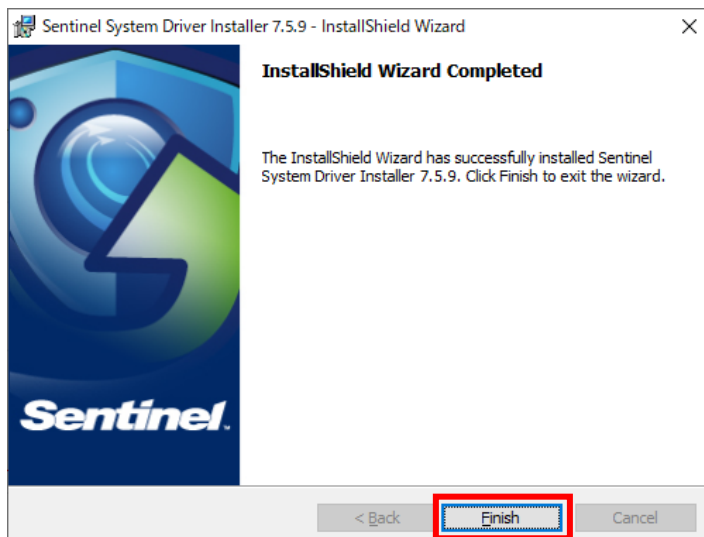 Sentinel System Driver Installer 7.5.9 - InstallShield Wizard
InstallShield Wizard Completed
The InstallShield Wizard has successfully installed Sentinel
System Driver Installer 7.5.9. Click Finish to exit the wizard.
Sentinel™
< Back
Finish
Cancel